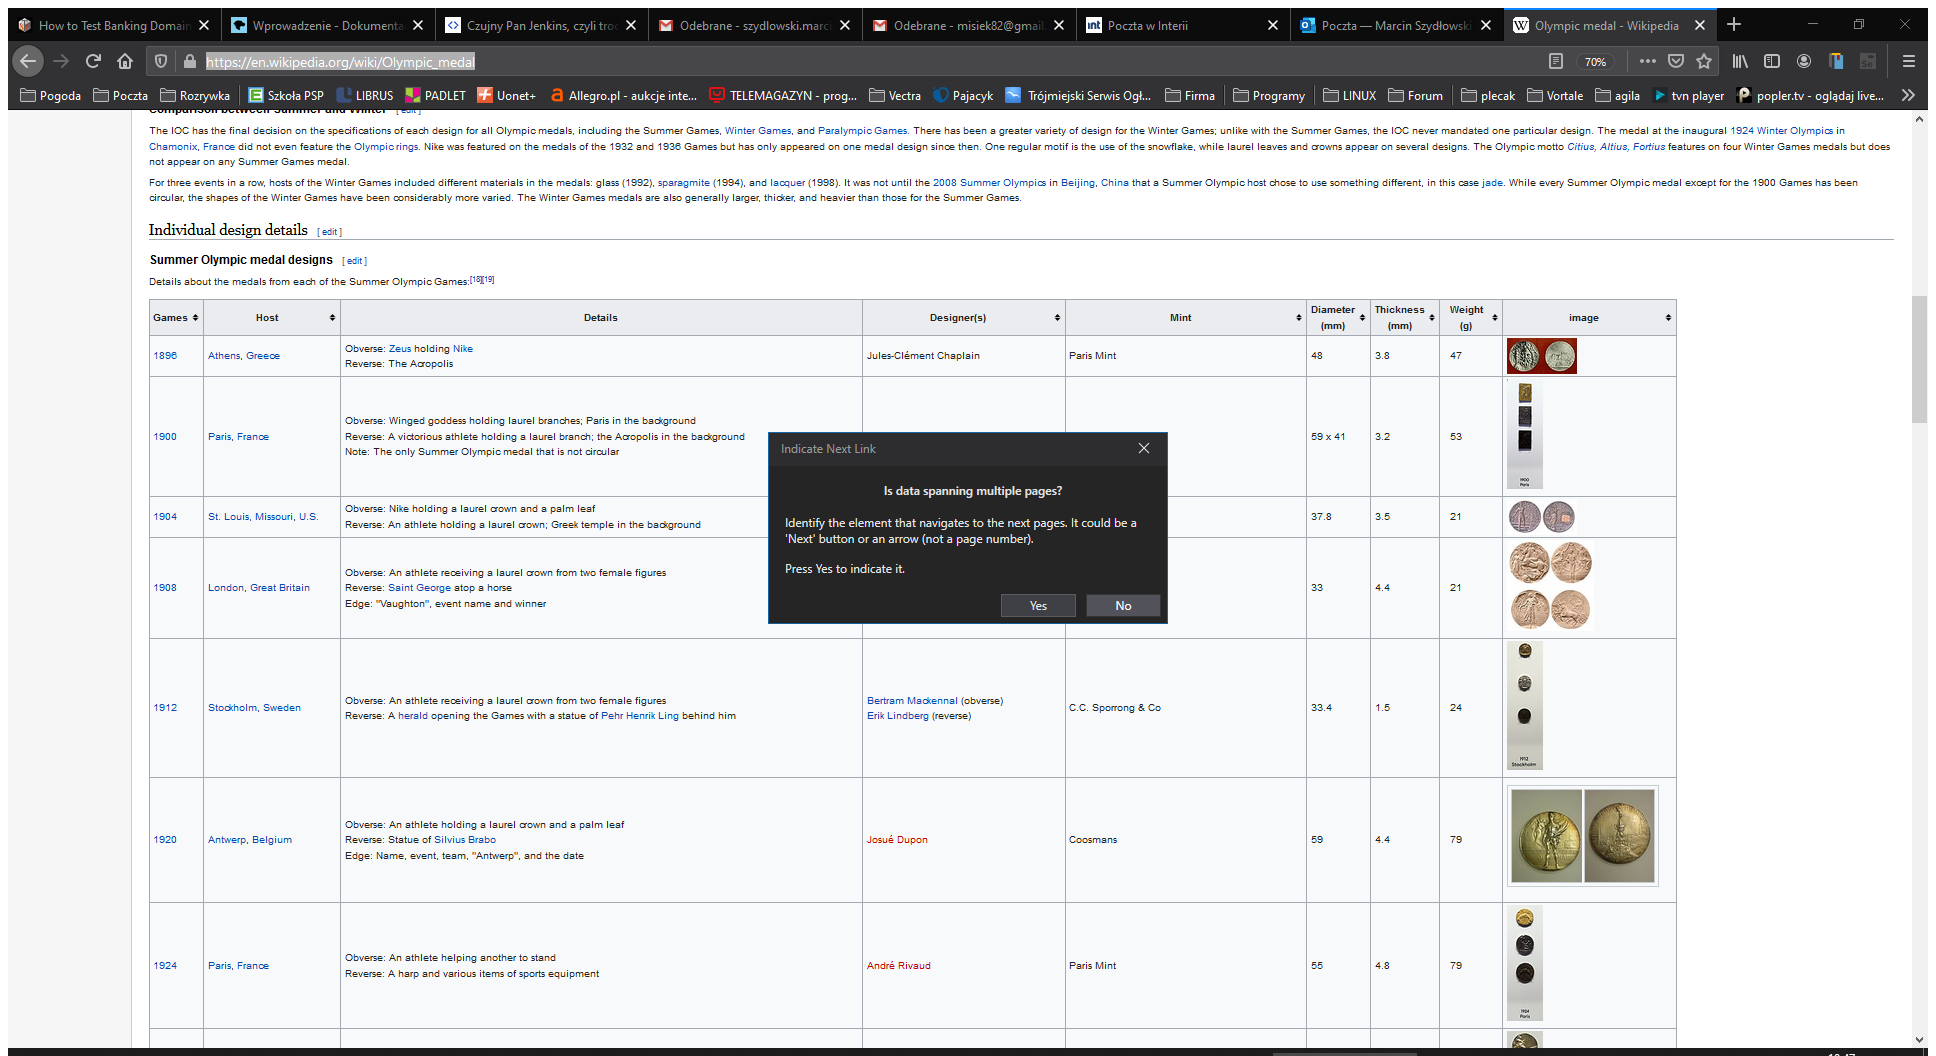 How to Test Banking Domain
Wprowadzenie - Dokumenta
Czujny Pan Jenkins, czyli troc
Odebrane - szydlowski.marci
Odebrane - misiek82@gmail.
Poczta w Interii
Poczta — Marcin Szydłowski
Olympic medal - Wikipedia
https://en.wikipedia.org/wiki/Olympic_medal
70%
Pogoda Poczta Rozrywka Szkoła PSP LIBRUS PADLET Uonet+ Allegro.pl - aukcje inte... TELEMAGAZYN - prog... Vectra Pajacyk Trójmiejski Serwis Ogł... Firma Programy LINUX Forum plecak Vortale agila tvn player popler.tv - oglądaj live...
Comparison between Summer and Winter [ edit ]
The IOC has the final decision on the specifications of each design for all Olympic medals, including the Summer Games, Winter Games, and Paralympic Games. There has been a greater variety of design for the Winter Games; unlike with the Summer Games, the IOC never mandated one particular design. The medal at the inaugural 1924 Winter Olympics in
Chamonix, France did not even feature the Olympic rings. Nike was featured on the medals of the 1932 and 1936 Games but has only appeared on one medal design since then. One regular motif is the use of the snowflake, while laurel leaves and crowns appear on several designs. The Olympic motto Citius, Altius, Fortius features on four Winter Games medals but does
not appear on any Summer Games medal.
For three events in a row, hosts of the Winter Games included different materials in the medals: glass (1992), sparagmite (1994), and lacquer (1998). It was not until the 2008 Summer Olympics in Beijing, China that a Summer Olympic host chose to use something different, in this case jade. While every Summer Olympic medal except for the 1900 Games has been
circular, the shapes of the Winter Games have been considerably more varied. The Winter Games medals are also generally larger, thicker, and heavier than those for the Summer Games.
Individual design details [ edit ]
Summer Olympic medal designs [ edit ]
Details about the medals from each of the Summer Olympic Games:[18][19]
Games Host Details Designer(s) Mint Diameter (mm) Thickness (mm) Weight (g) image
1896 Athens, Greece
Obverse: Zeus holding Nike
Reverse: The Acropolis
Jules-Clément Chaplain Paris Mint 48 3.8 47
1900 Paris, France
Obverse: Winged goddess holding laurel branches; Paris in the background
Reverse: A victorious athlete holding a laurel branch; the Acropolis in the background
Note: The only Summer Olympic medal that is not circular
59 x 41 3.2 53
1900
Paris
Indicate Next Link
Is data spanning multiple pages?
Identify the element that navigates to the next pages. It could be a
'Next' button or an arrow (not a page number).
Press Yes to indicate it.
Yes No
1904 St. Louis, Missouri, U.S.
Obverse: Nike holding a laurel crown and a palm leaf
Reverse: An athlete holding a laurel crown; Greek temple in the background
37.8 3.5 21
1908 London, Great Britain
Obverse: An athlete receiving a laurel crown from two female figures
Reverse: Saint George atop a horse
Edge: "Vaughton", event name and winner
33 4.4 21
1912 Stockholm, Sweden
Obverse: An athlete receiving a laurel crown from two female figures
Reverse: A herald opening the Games with a statue of Pehr Henrik Ling behind him
Bertram Mackennal (obverse)
Erik Lindberg (reverse)
C.C. Sporrong & Co 33.4 1.5 24
1912
Stockholm
1920 Antwerp, Belgium
Obverse: An athlete holding a laurel crown and a palm leaf
Reverse: Statue of Silvius Brabo
Edge: Name, event, team, "Antwerp", and the date
Josué Dupon Coosmans 59 4.4 79
1924 Paris, France
Obverse: An athlete helping another to stand
Reverse: A harp and various items of sports equipment
André Rivaud Paris Mint 55 4.8 79
1924
Paris